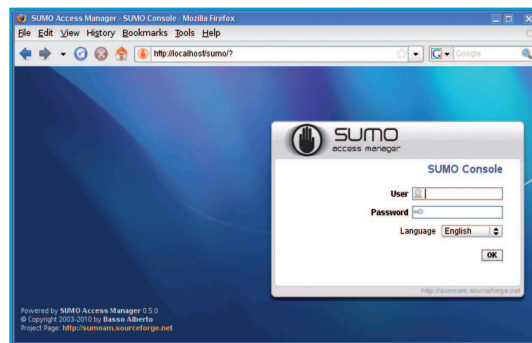 SUMO Access Manager - SUMO Console - Mozilla Firefox
File Edit View History Bookmarks Tools Help
http://localhost/sumo/?
Google
SUMO
access manager
SUMO Console
User
Password
Language English
OK
http://sumoam.sourceforge.net
Powered by SUMO Access Manager 0.5.0
© Copyright 2003-2010 by Basso Alberto
Project Page: http://sumoam.sourceforge.net